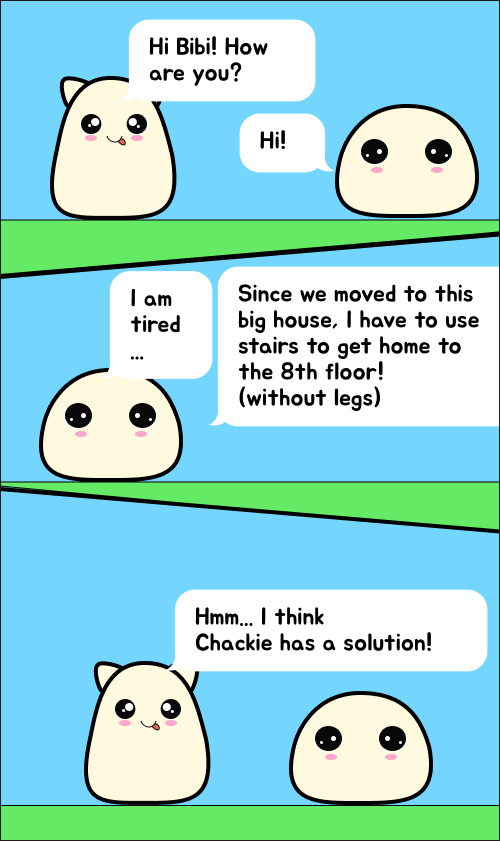 Hi Bibi! How
are you?
Hi!
I am
tired
...
Since we moved to this
big house, I have to use
stairs to get home to
the 8th floor!
(without legs)
Hmm... I think
Chackie has a solution!